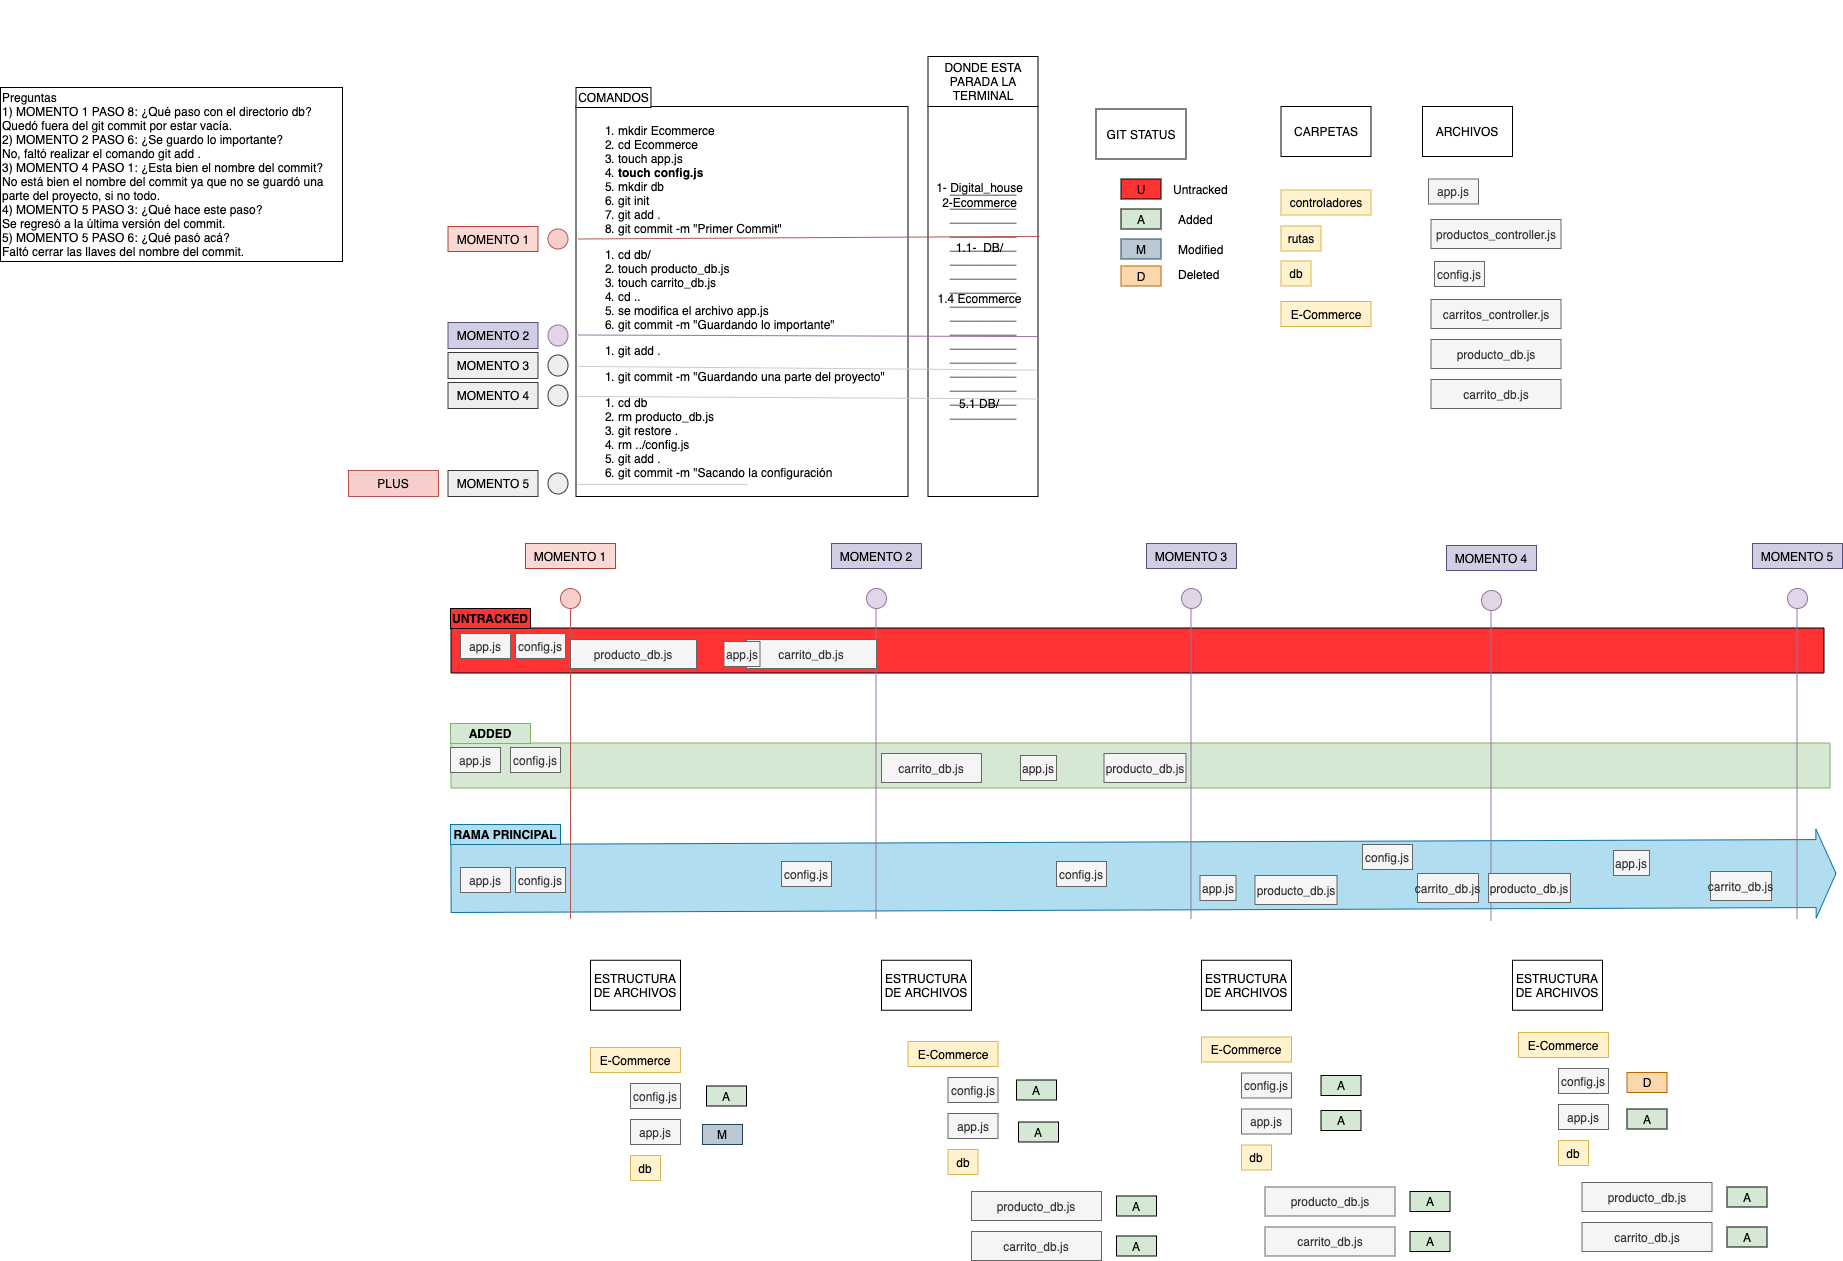 Preguntas
1) MOMENTO 1 PASO 8: ¿Qué paso con el directorio db?
Quedó fuera del git commit por estar vacía.
2) MOMENTO 2 PASO 6: ¿Se guardo lo importante?
No, faltó realizar el comando git add .
3) MOMENTO 4 PASO 1: ¿Esta bien el nombre del commit?
No está bien el nombre del commit ya que no se guardó una
parte del proyecto, si no todo.
4) MOMENTO 5 PASO 3: ¿Qué hace este paso?
Se regresó a la última versión del commit.
5) MOMENTO 5 PASO 6: ¿Qué pasó acá?
Faltó cerrar las llaves del nombre del commit.
MOMENTO 1
MOMENTO 2
MOMENTO 3
MOMENTO 4
PLUS
MOMENTO 5
COMANDOS
1. mkdir Ecommerce
2. cd Ecommerce
3. touch app.js
4. touch config.js
5. mkdir db
6. git init
7. git add .
8. git commit -m "Primer Commit"
1. cd db/
2. touch producto_db.js
3. touch carrito_db.js
4. cd ..
5. se modifica el archivo app.js
6. git commit -m "Guardando lo importante"
1. git add .
1. git commit -m "Guardando una parte del proyecto"
1. cd db
2. rm producto_db.js
3. git restore .
4. rm ../config.js
5. git add .
6. git commit -m "Sacando la configuración
DONDE ESTA
PARADA LA
TERMINAL
1- Digital_house
2-Ecommerce
1.1- DB/
1.4 Ecommerce
5.1 DB/
GIT STATUS
U Untracked
A Added
M Modified
D Deleted
CARPETAS
controladores
rutas
db
E-Commerce
ARCHIVOS
app.js
productos_controller.js
config.js
carritos_controller.js
producto_db.js
carrito_db.js
MOMENTO 1
MOMENTO 2
MOMENTO 3
MOMENTO 4
MOMENTO 5
UNTRACKED
app.js
config.js
producto_db.js
app.js
carrito_db.js
ADDED
app.js
config.js
carrito_db.js
app.js
producto_db.js
RAMA PRINCIPAL
app.js
config.js
config.js
config.js
app.js
producto_db.js
config.js
carrito_db.js
producto_db.js
app.js
carrito_db.js
ESTRUCTURA
DE ARCHIVOS
E-Commerce
config.js A
app.js M
db
ESTRUCTURA
DE ARCHIVOS
E-Commerce
config.js A
app.js A
db
producto_db.js A
carrito_db.js A
ESTRUCTURA
DE ARCHIVOS
E-Commerce
config.js A
app.js A
db
producto_db.js A
carrito_db.js A
ESTRUCTURA
DE ARCHIVOS
E-Commerce
config.js D
app.js A
db
producto_db.js A
carrito_db.js A